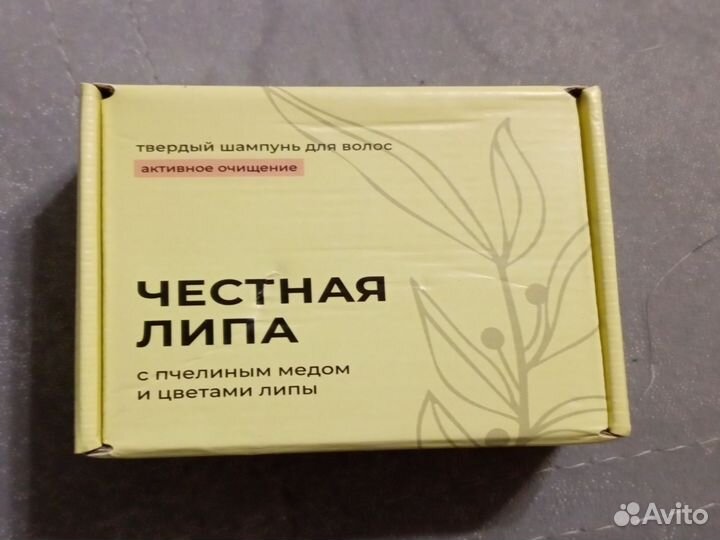 твердый шампунь для волос
активное очищение
ЧЕСТНАЯ
ЛИПА
с пчелиным медом
и цветами липы
Avito